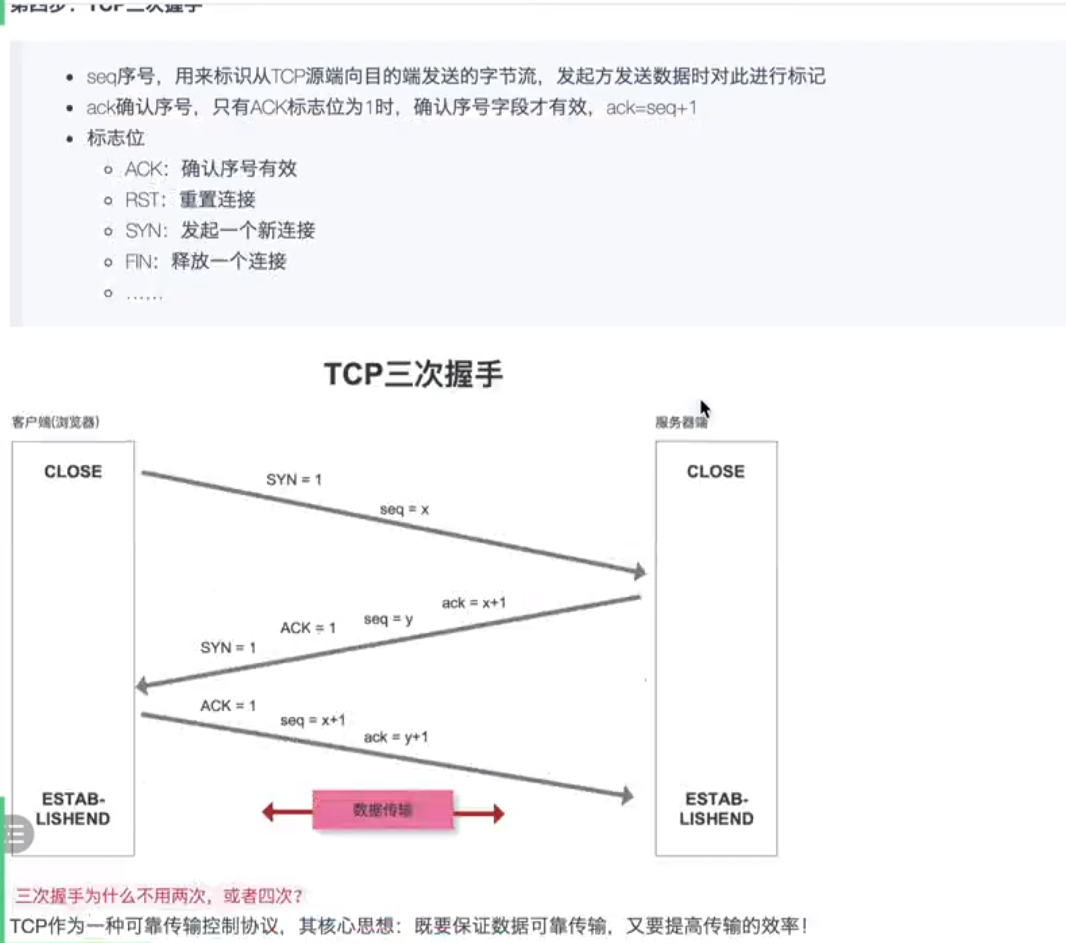 第四步：TCP三次握手
seq序号，用来标识从TCP源端向目的端发送的字节流，发起方发送数据时对此进行标记
ack确认序号，只有ACK标志位为1时，确认序号字段才有效，ack=seq+1
标志位
ACK：确认序号有效
RST：重置连接
SYN：发起一个新连接
FIN：释放一个连接
......
TCP三次握手
客户端(浏览器)
服务器端
CLOSE
CLOSE
SYN = 1
seq = x
ack = x+1
seq = y
ACK = 1
SYN = 1
ACK = 1
seq = x+1
ack = y+1
ESTAB-
LISHEND
数据传输
ESTAB-
LISHEND
三次握手为什么不用两次，或者四次？
TCP作为一种可靠传输控制协议，其核心思想：既要保证数据可靠传输，又要提高传输的效率！